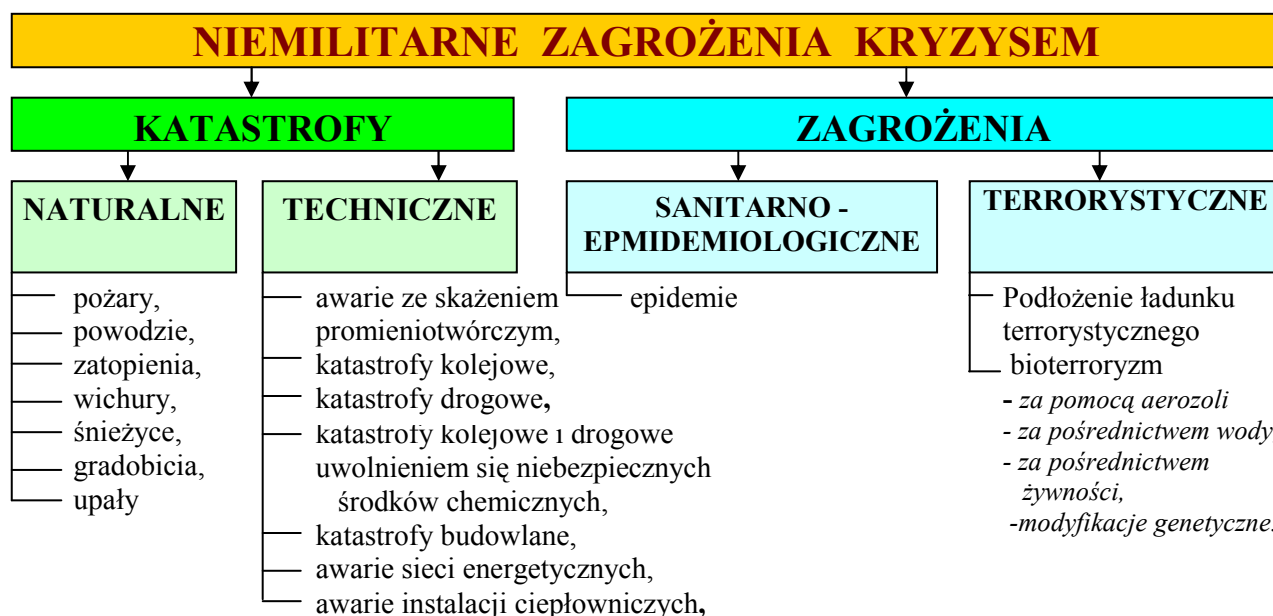 NIEMILITARNE ZAGROŻENIA KRYZYSEM
KATASTROFY
ZAGROŻENIA
NATURALNE
TECHNICZNE
SANITARNO -
EPMIDEMIOLOGICZNE
TERRORYSTYCZNE
pożary,
powodzie,
zatopienia,
wichury,
śnieżyce,
gradobicia,
upały
awarie ze skażeniem
promieniotwórczym,
katastrofy kolejowe,
katastrofy drogowe,
katastrofy kolejowe i drogowe
uwolnieniem się niebezpiecznych
środków chemicznych,
katastrofy budowlane,
awarie sieci energetycznych,
awarie instalacji ciepłowniczych,
epidemie
Podłożenie ładunku
terrorystycznego
bioterroryzm
- za pomocą aerozoli
- za pośrednictwem wody
- za pośrednictwem
żywności,
-modyfikacje genetyczne.